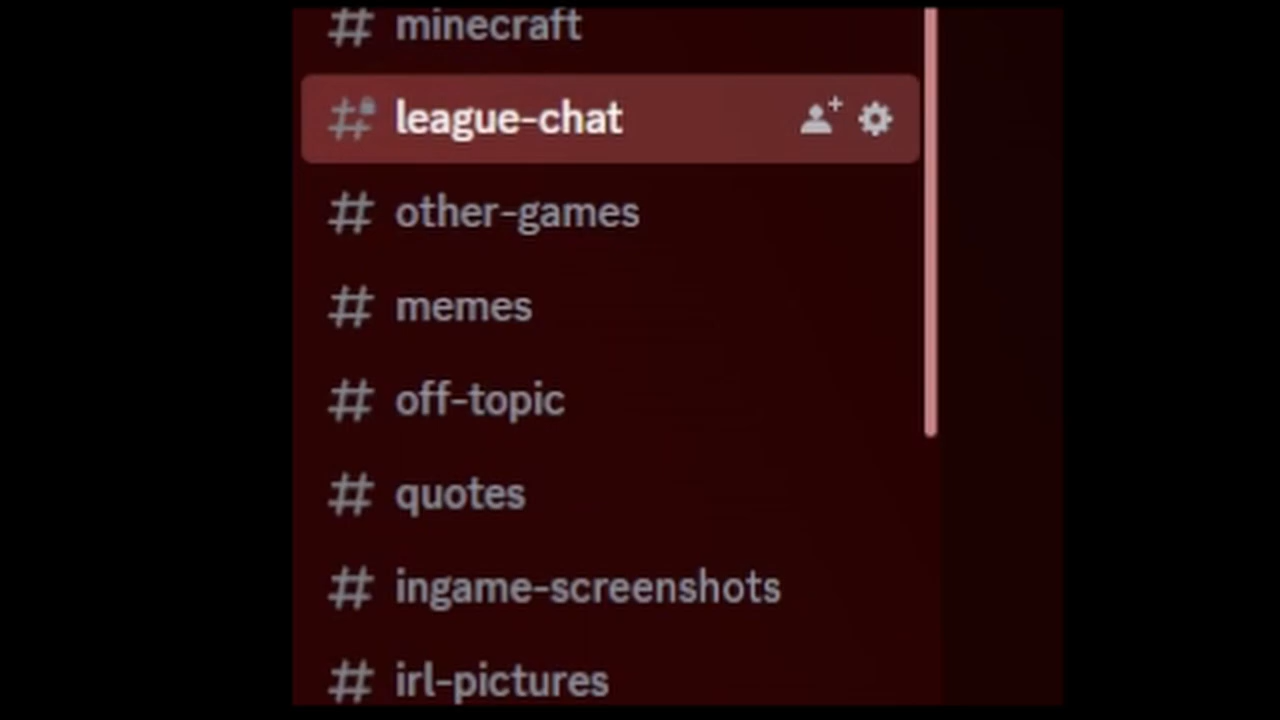 # minecraft
# league-chat
# other-games
# memes
# off-topic
# quotes
# ingame-screenshots
# irl-pictures